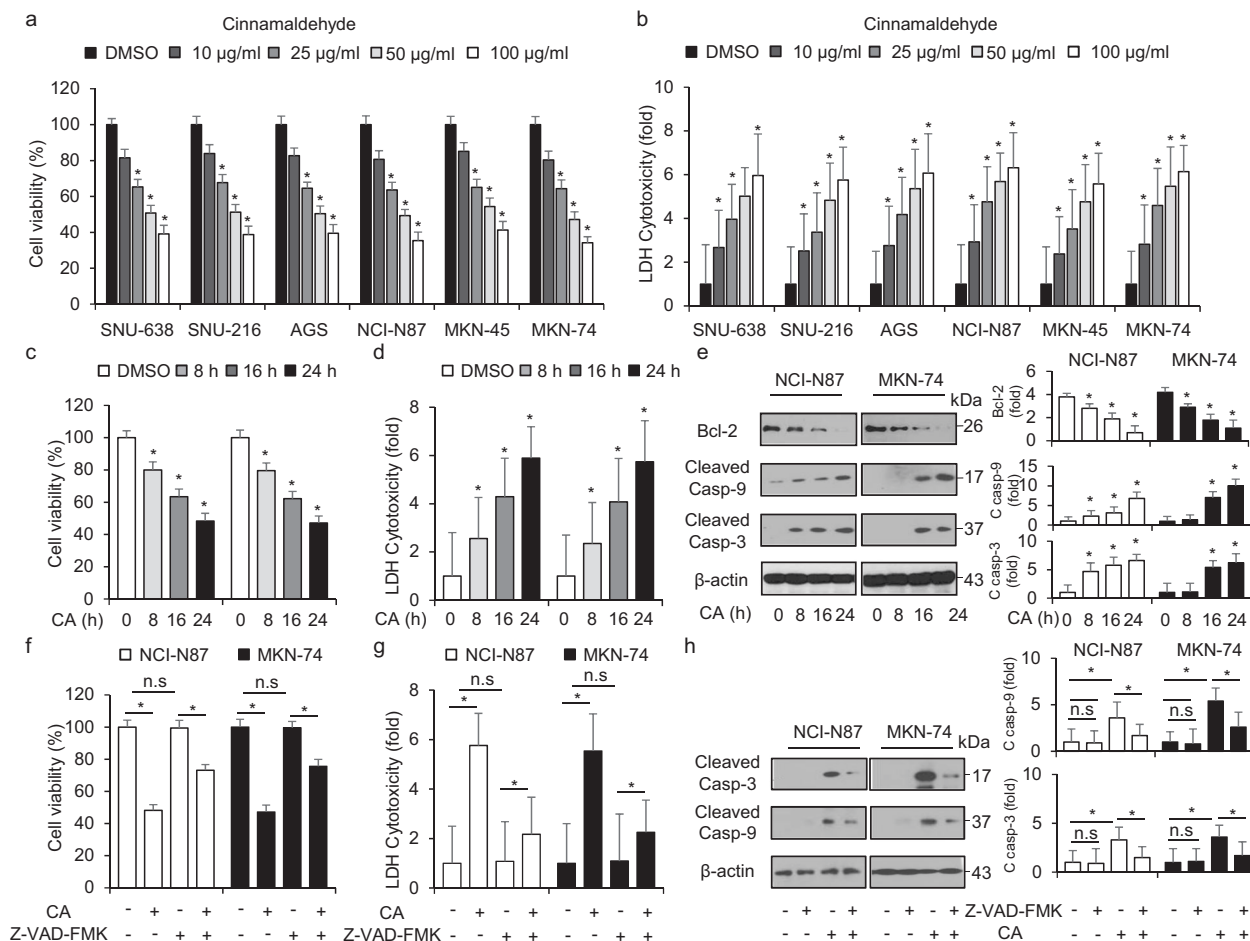 a
Cinnamaldehyde
DMSO 10 μg/ml 25 μg/ml 50 μg/ml 100 μg/ml
Cell viability (%)
120
100
80
60
40
20
0
* * *
* * *
* * *
* * *
* * *
* * *
SNU-638 SNU-216 AGS NCI-N87 MKN-45 MKN-74
b
Cinnamaldehyde
DMSO 10 μg/ml 25 μg/ml 50 μg/ml 100 μg/ml
LDH Cytotoxicity (fold)
10
8
6
4
2
0
* * * *
* * * *
* * * *
* * * *
* * * *
* * * *
SNU-638 SNU-216 AGS NCI-N87 MKN-45 MKN-74
c
DMSO 8 h 16 h 24 h
Cell viability (%)
120
100
80
60
40
20
0
* * * * * *
CA (h) 0 8 16 24 0 8 16 24
d
DMSO 8 h 16 h 24 h
LDH Cytotoxicity (fold)
8
6
4
2
0
* * * * * *
CA (h) 0 8 16 24 0 8 16 24
e
NCI-N87 MKN-74
kDa
Bcl-2 26
Cleaved
Casp-9
17
Cleaved
Casp-3
37
β-actin 43
CA (h) 0 8 16 24 0 8 16 24
NCI-N87 MKN-74
Bcl-2
(fold)
6
4
2
0
* * * * * *
C casp-9
(fold)
15
10
5
0
* * * * *
C casp-3
(fold)
10
5
0
* * * * *
CA (h) 0 8 16 24 0 8 16 24
f
NCI-N87 MKN-74
Cell viability (%)
120
100
80
60
40
20
0
n.s n.s
* * * *
CA - + - + - + - +
Z-VAD-FMK - - + + - - + +
g
NCI-N87 MKN-74
LDH Cytotoxicity (fold)
8
6
4
2
0
n.s n.s
* * * *
CA - + - + - + - +
Z-VAD-FMK - - + + - - + +
h
NCI-N87 MKN-74 kDa
Cleaved
Casp-3
17
Cleaved
Casp-9
37
β-actin 43
- + - + - + - +
- - + + - - + +
NCI-N87 MKN-74
C casp-9 (fold)
10
5
0
* * * *
n.s n.s
C casp-3 (fold)
10
5
0
* * * *
n.s n.s
Z-VAD-FMK - + - + - + - +
CA - - + + - - + +